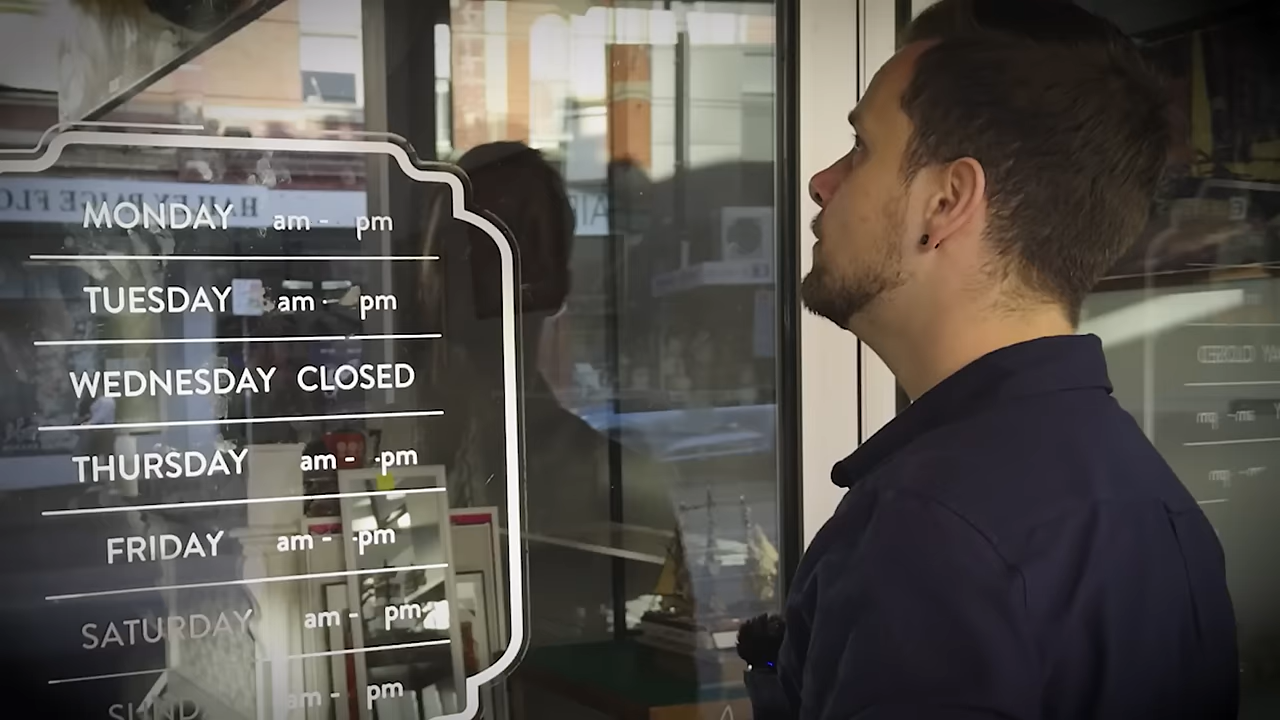 MONDAY am - pm
TUESDAY am - pm
WEDNESDAY CLOSED
THURSDAY am - -pm
FRIDAY am - -pm
SATURDAY am - pm
am - pm